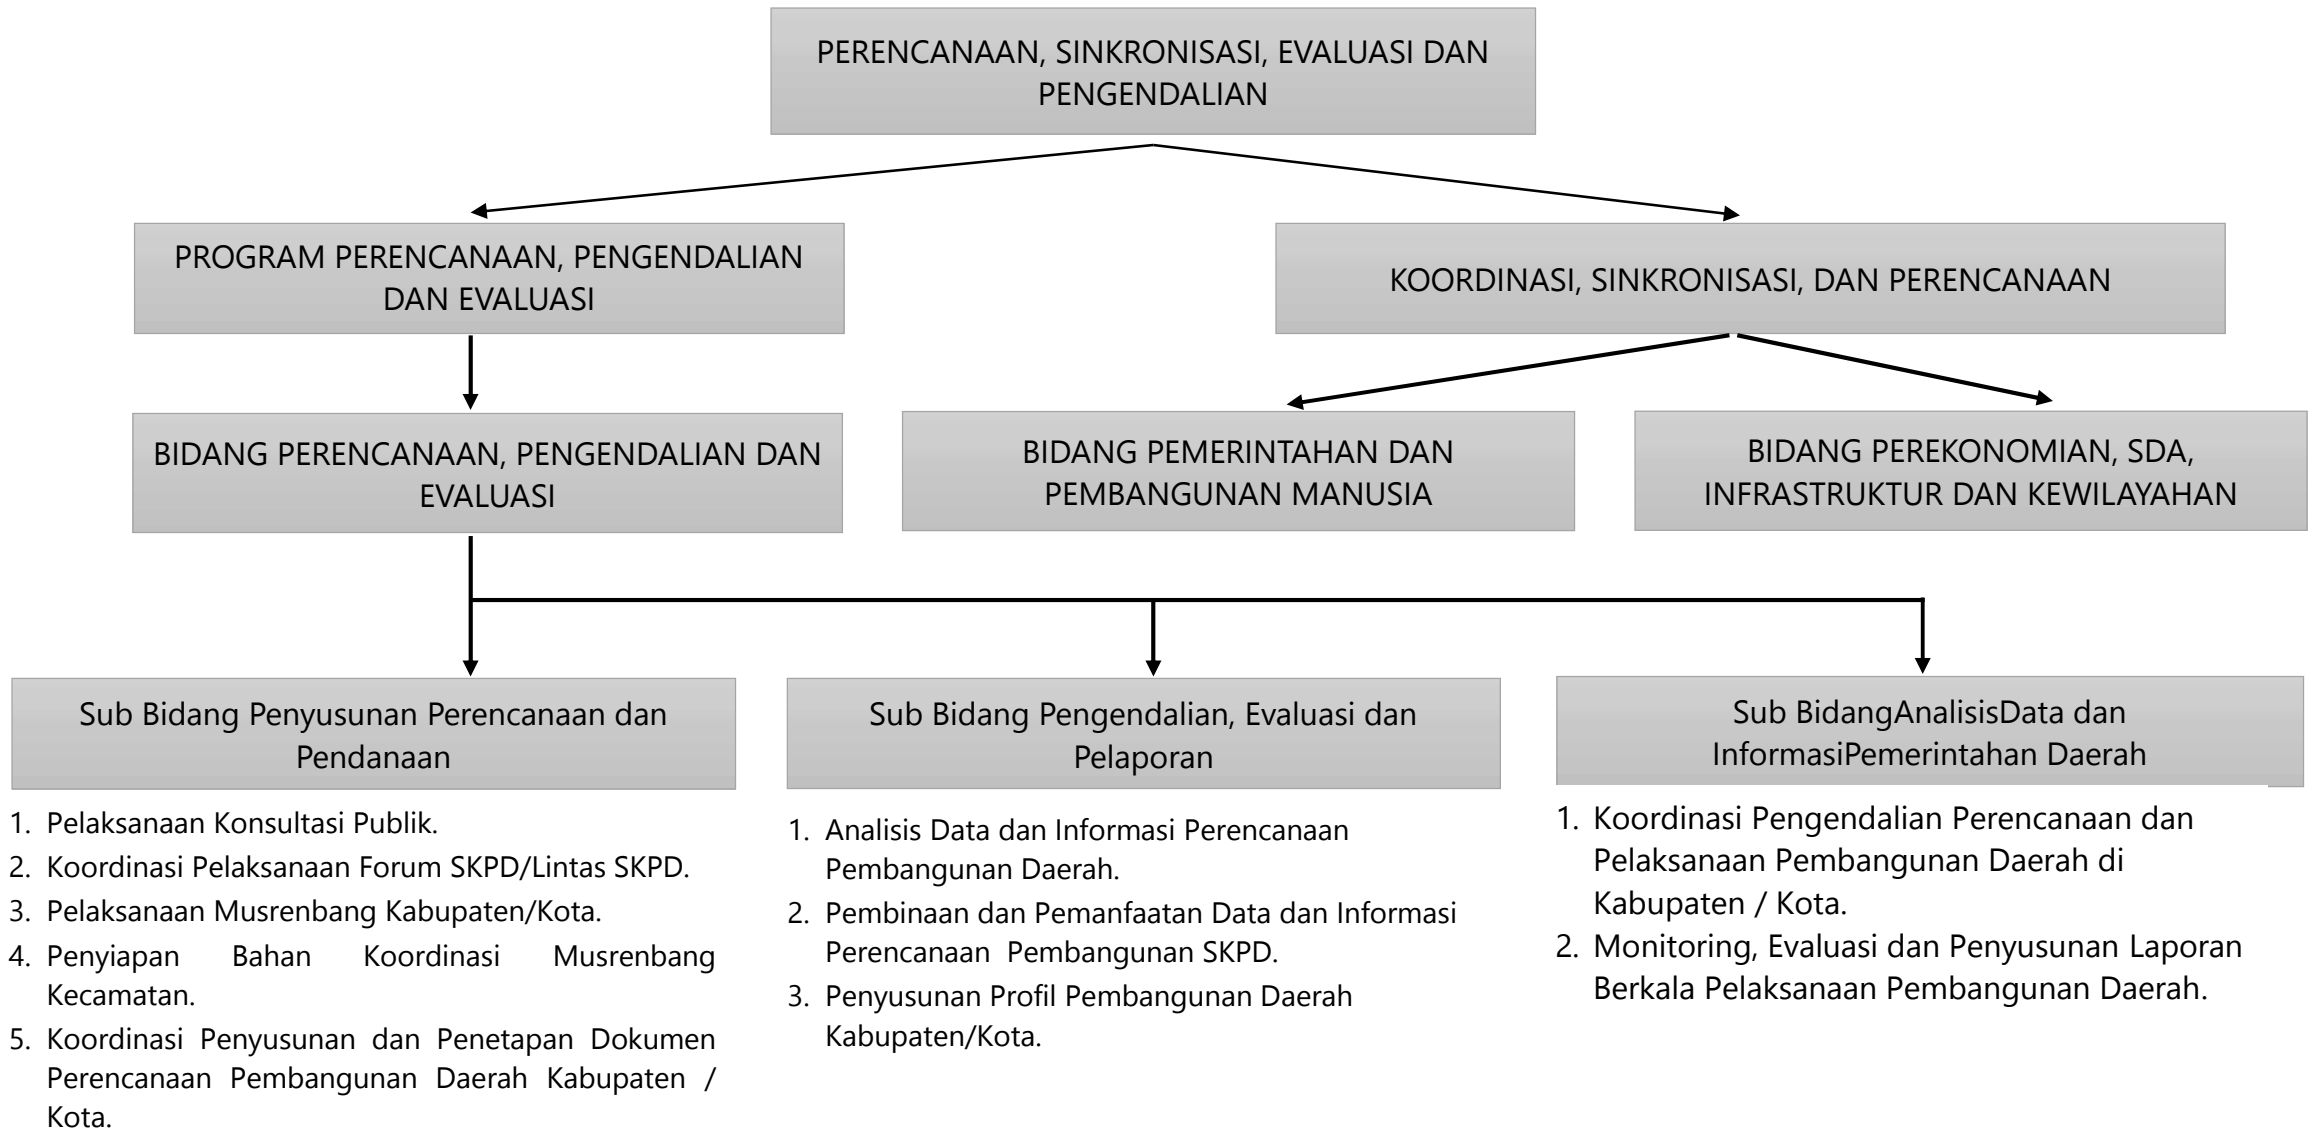 PERENCANAAN, SINKRONISASI, EVALUASI DAN
PENGENDALIAN
PROGRAM PERENCANAAN, PENGENDALIAN
DAN EVALUASI
KOORDINASI, SINKRONISASI, DAN PERENCANAAN
BIDANG PERENCANAAN, PENGENDALIAN DAN
EVALUASI
BIDANG PEMERINTAHAN DAN
PEMBANGUNAN MANUSIA
BIDANG PEREKONOMIAN, SDA,
INFRASTRUKTUR DAN KEWILAYAHAN
Sub Bidang Penyusunan Perencanaan dan
Pendanaan
1. Pelaksanaan Konsultasi Publik.
2. Koordinasi Pelaksanaan Forum SKPD/Lintas SKPD.
3. Pelaksanaan Musrenbang Kabupaten/Kota.
4. Penyiapan Bahan Koordinasi Musrenbang
Kecamatan.
5. Koordinasi Penyusunan dan Penetapan Dokumen
Perencanaan Pembangunan Daerah Kabupaten /
Kota.
Sub Bidang Pengendalian, Evaluasi dan
Pelaporan
1. Analisis Data dan Informasi Perencanaan
Pembangunan Daerah.
2. Pembinaan dan Pemanfaatan Data dan Informasi
Perencanaan Pembangunan SKPD.
3. Penyusunan Profil Pembangunan Daerah
Kabupaten/Kota.
Sub BidangAnalisisData dan
InformasiPemerintahan Daerah
1. Koordinasi Pengendalian Perencanaan dan
Pelaksanaan Pembangunan Daerah di
Kabupaten / Kota.
2. Monitoring, Evaluasi dan Penyusunan Laporan
Berkala Pelaksanaan Pembangunan Daerah.